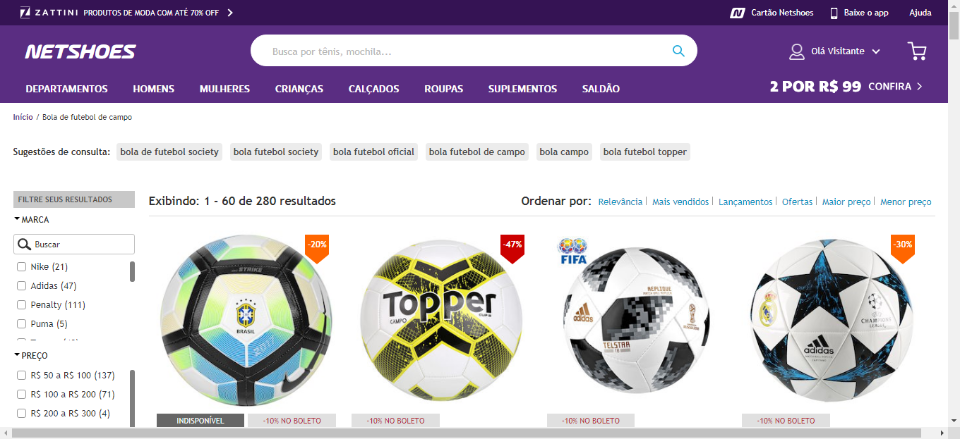 ZATTINI PRODUTOS DE MODA COM ATÉ 70% OFF
Cartão Netshoes Baixe o app Ajuda
NETSHOES
Busca por tênis, mochila...
Olá Visitante
DEPARTAMENTOS HOMENS MULHERES CRIANÇAS CALÇADOS ROUPAS SUPLEMENTOS SALDÃO
2 POR R$ 99 CONFIRA
Início / Bola de futebol de campo
Sugestões de consulta: bola de futebol society bola futebol society bola futebol oficial bola futebol de campo bola campo bola futebol topper
FILTRE SEUS RESULTADOS
MARCA
Buscar
Nike (21)
Adidas (47)
Penalty (111)
Puma (5)
PREÇO
R$ 50 a R$ 100 (137)
R$ 100 a R$ 200 (71)
R$ 200 a R$ 300 (4)
Exibindo: 1 - 60 de 280 resultados
Ordenar por: Relevância Mais vendidos Lançamentos Ofertas Maior preço Menor preço
-20%
STRIKE
BRASIL
2017
INDISPONÍVEL
-10% NO BOLETO
-47%
Topper
CAMPO
-10% NO BOLETO
FIFA
REPLIQUE
adidas
TELSTAR
-10% NO BOLETO
-30%
CHAMPIONS
LEAGUE
adidas
-10% NO BOLETO